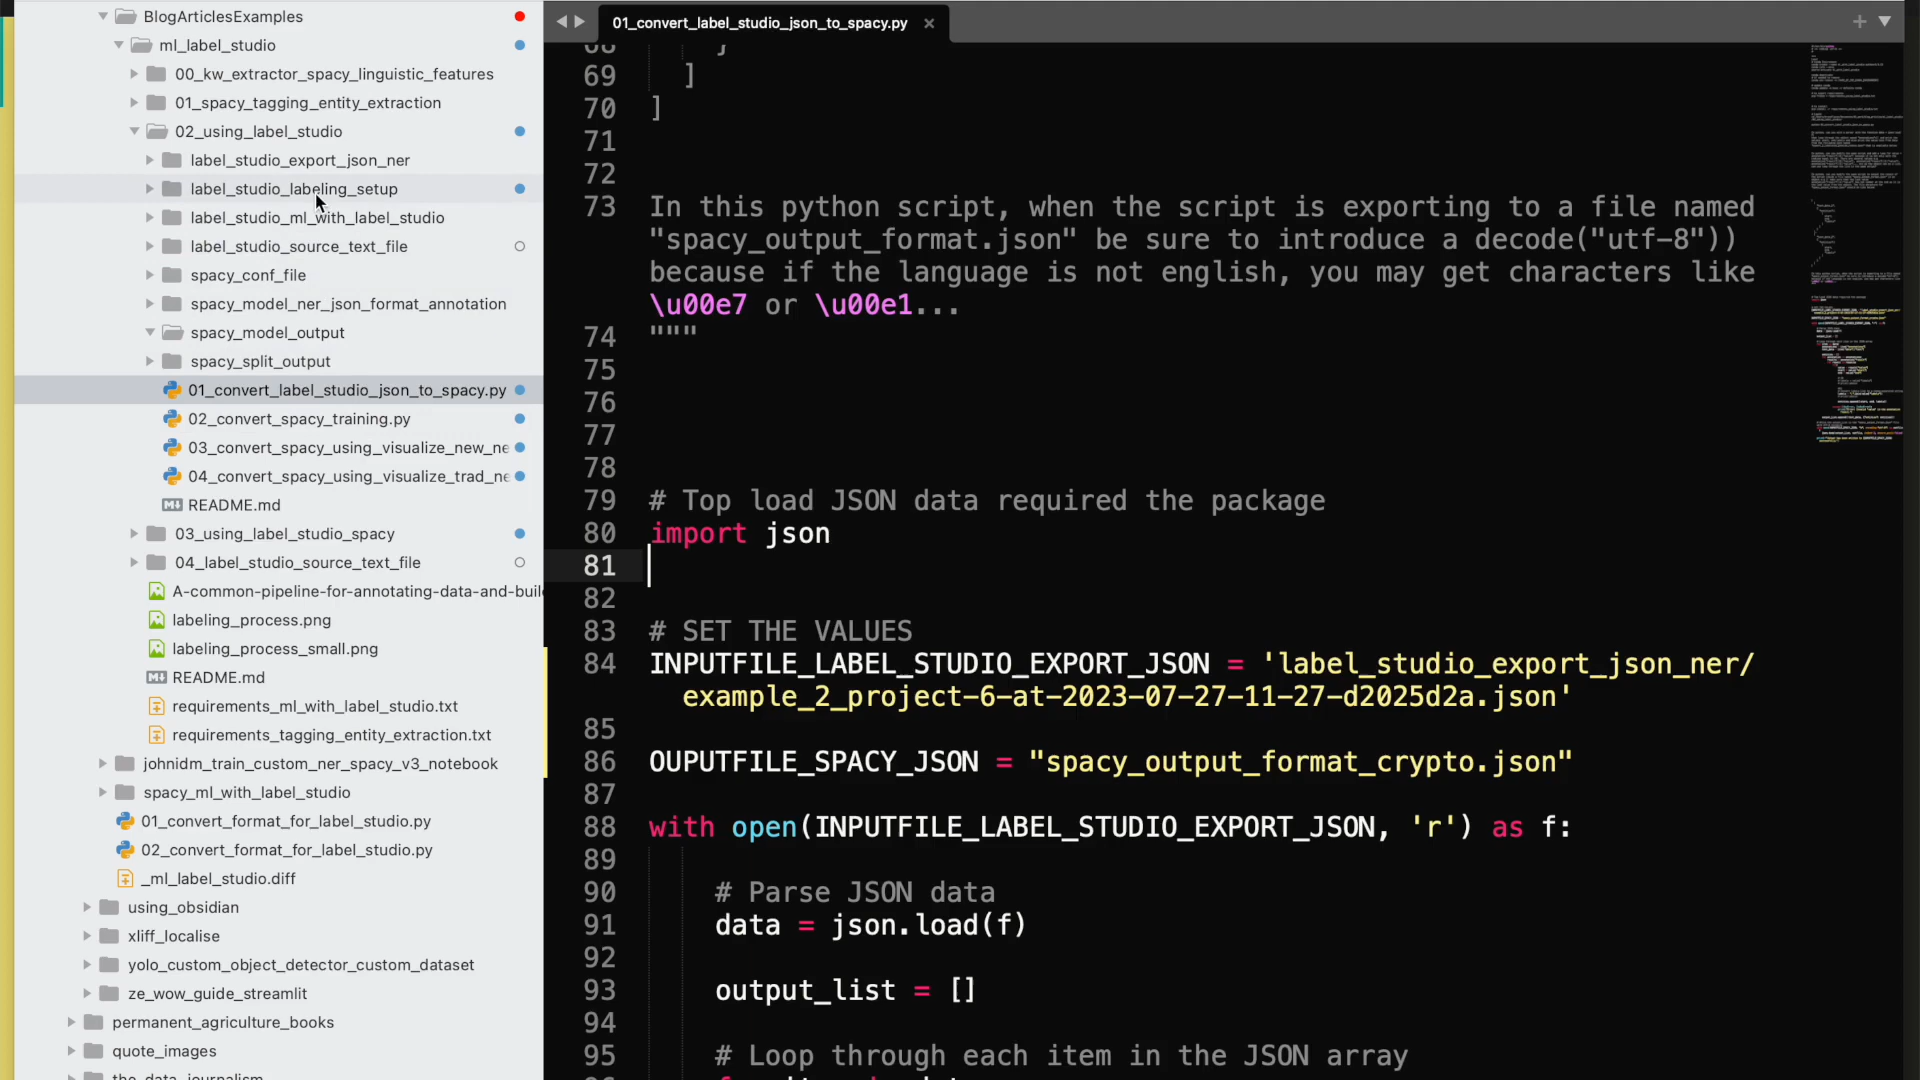 BlogArticlesExamples
ml_label_studio
00_kw_extractor_spacy_linguistic_features
01_spacy_tagging_entity_extraction
02_using_label_studio
label_studio_export_json_ner
label_studio_labeling_setup
label_studio_ml_with_label_studio
label_studio_source_text_file
spacy_conf_file
spacy_model_ner_json_format_annotation
spacy_model_output
spacy_split_output
01_convert_label_studio_json_to_spacy.py
02_convert_spacy_training.py
03_convert_spacy_using_visualize_new_ne
04_convert_spacy_using_visualize_trad_ne
README.md
03_using_label_studio_spacy
04_label_studio_source_text_file
A-common-pipeline-for-annotating-data-and-buil
labeling_process.png
labeling_process_small.png
README.md
requirements_ml_with_label_studio.txt
requirements_tagging_entity_extraction.txt
johnidm_train_custom_ner_spacy_v3_notebook
spacy_ml_with_label_studio
01_convert_format_for_label_studio.py
02_convert_format_for_label_studio.py
_ml_label_studio.diff
using_obsidian
xliff_localise
yolo_custom_object_detector_custom_dataset
ze_wow_guide_streamlit
permanent_agriculture_books
quote_images
the_data_journalism
01_convert_label_studio_json_to_spacy.py ×
68 }
69 ]
70 ]
71
72
73 In this python script, when the script is exporting to a file named
"spacy_output_format.json" be sure to introduce a decode("utf-8"))
because if the language is not english, you may get characters like
\u00e7 or \u00e1...
74 """
75
76
77
78
79 # Top load JSON data required the package
80 import json
81
82
83 # SET THE VALUES
84 INPUTFILE_LABEL_STUDIO_EXPORT_JSON = 'label_studio_export_json_ner/
example_2_project-6-at-2023-07-27-11-27-d2025d2a.json'
85
86 OUPUTFILE_SPACY_JSON = "spacy_output_format_crypto.json"
87
88 with open(INPUTFILE_LABEL_STUDIO_EXPORT_JSON, 'r') as f:
89
90 # Parse JSON data
91 data = json.load(f)
92
93 output_list = []
94
95 # Loop through each item in the JSON array